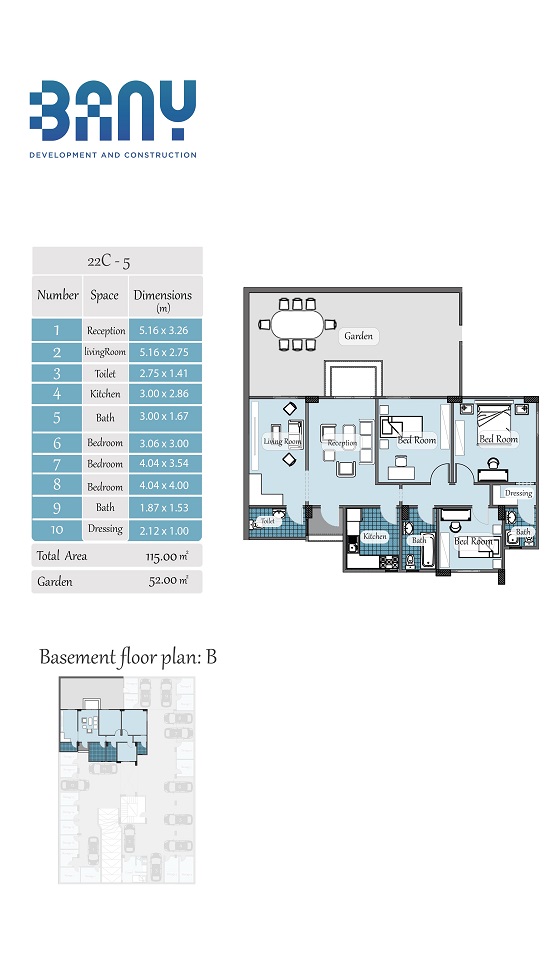 BANY
DEVELOPMENT AND CONSTRUCTION
22C - 5
Number Space Dimensions (m)
1 Reception 5.16 x 3.26
2 livingRoom 5.16 x 2.75
3 Toilet 2.75 x 1.41
4 Kitchen 3.00 x 2.86
5 Bath 3.00 x 1.67
6 Bedroom 3.06 x 3.00
7 Bedroom 4.04 x 3.54
8 Bedroom 4.04 x 4.00
9 Bath 1.87 x 1.53
10 Dressing 2.12 x 1.00
Total Area 115.00 m²
Garden 52.00 m²
Garden
Living Room
Reception
Bed Room
Bed Room
Dressing
Toilet
Kitchen
Bath
Bed Room
Bath
Basement floor plan: B